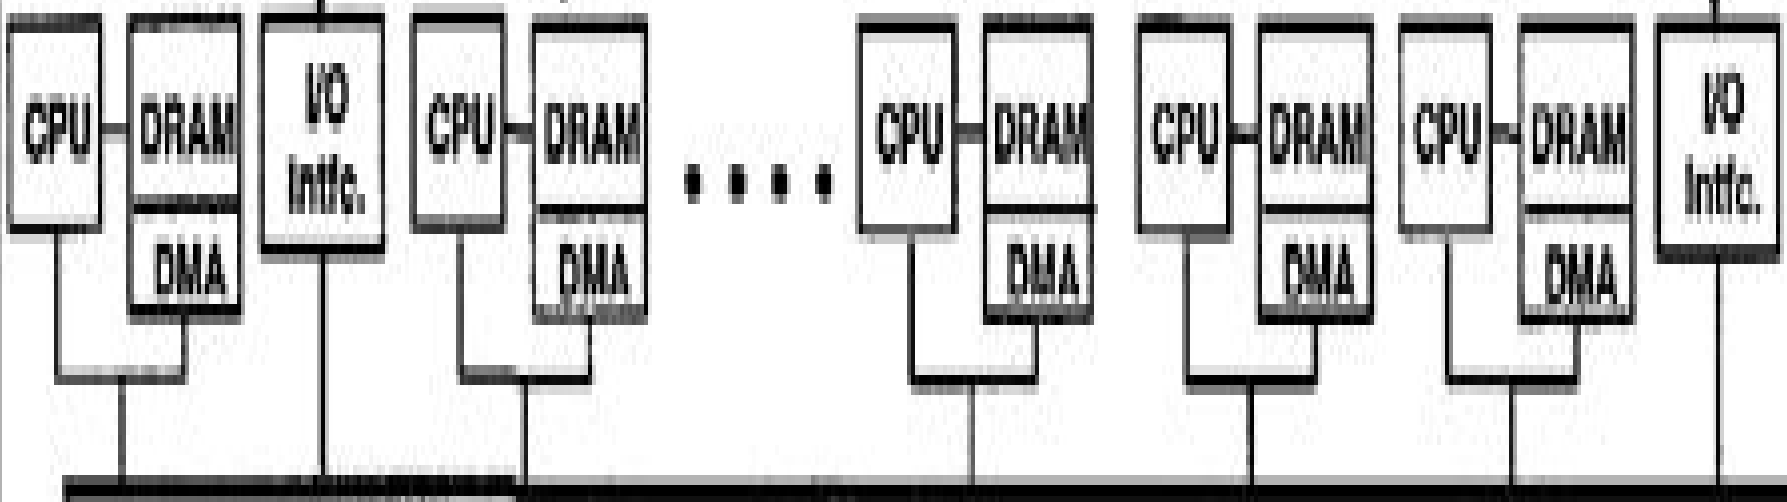 CPU DRAM I/O Intfc. CPU DRAM CPU DRAM CPU DRAM CPU DRAM I/O Intfc.
DMA DMA DMA DMA DMA